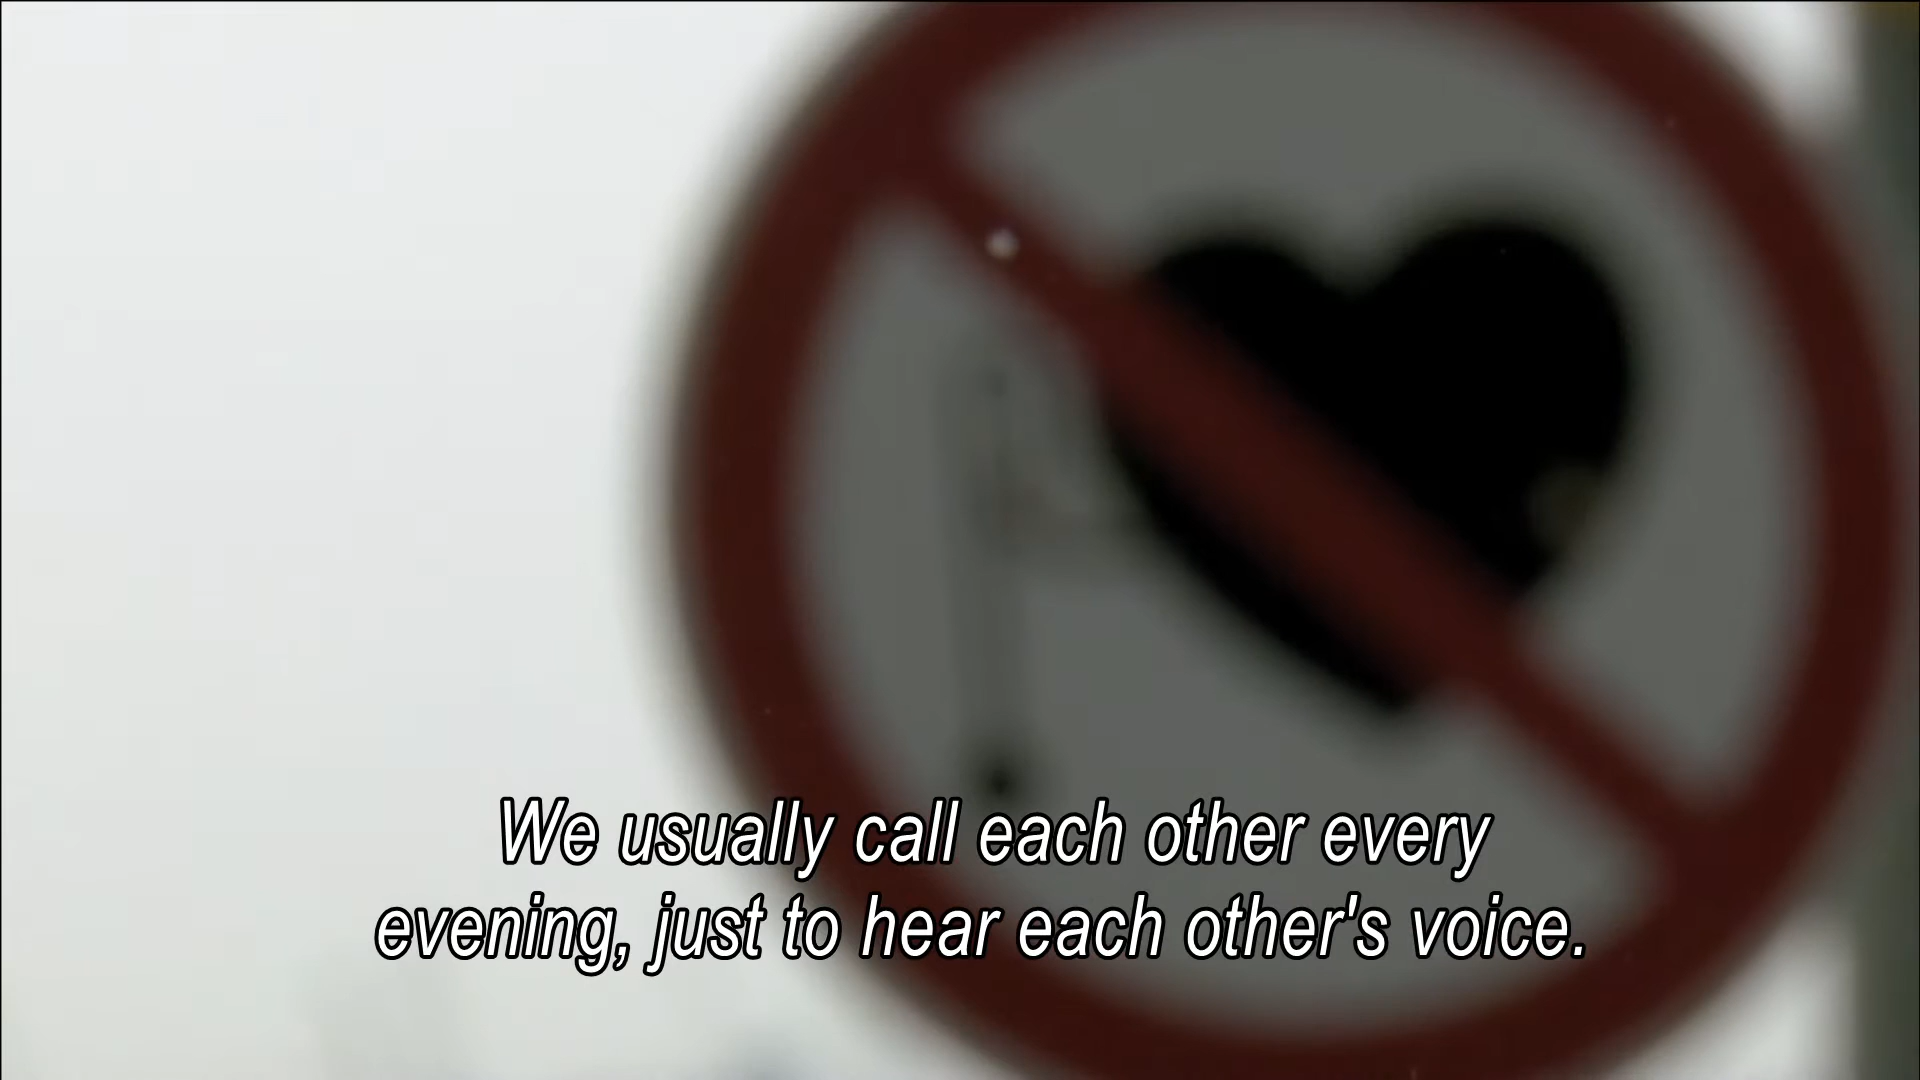 We usually call each other every
evening, just to hear each other's voice.